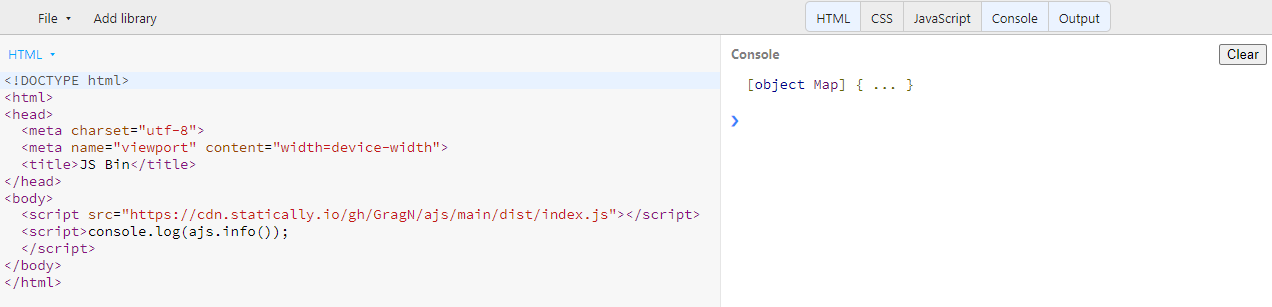 File Add library HTML CSS JavaScript Console Output
HTML
<!DOCTYPE html>
<html>
<head>
  <meta charset="utf-8">
  <meta name="viewport" content="width=device-width">
  <title>JS Bin</title>
</head>
<body>
  <script src="https://cdn.statically.io/gh/GragN/ajs/main/dist/index.js"></script>
  <script>console.log(ajs.info());
  </script>
</body>
</html>
Console Clear
[object Map] { ... }